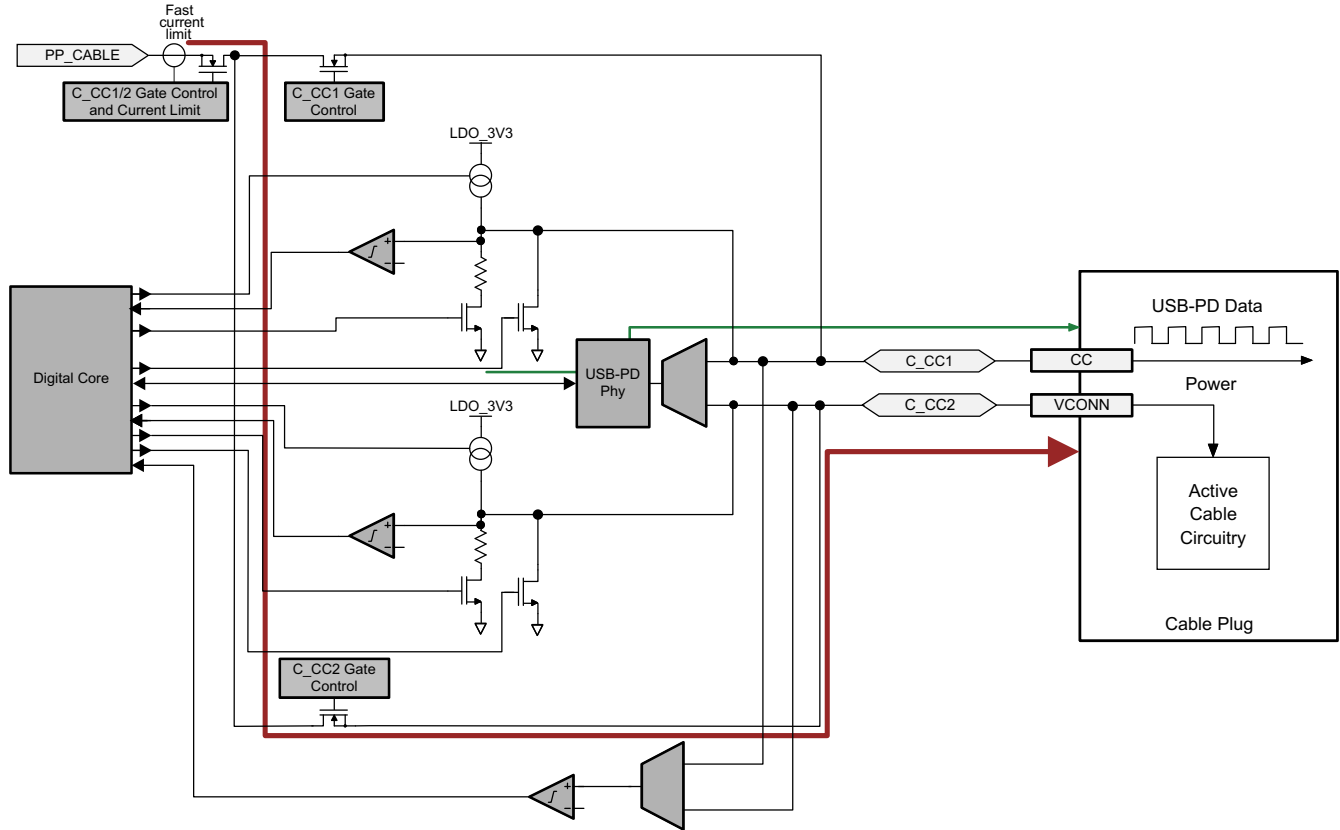 Fast
current
limit
PP_CABLE
C_CC1/2 Gate Control
and Current Limit
C_CC1 Gate
Control
LDO_3V3
+
−
Digital Core
USB-PD
Phy
C_CC1
CC
USB-PD Data
Power
LDO_3V3
C_CC2
VCONN
Active
Cable
Circuitry
+
−
Cable Plug
C_CC2 Gate
Control
+
−